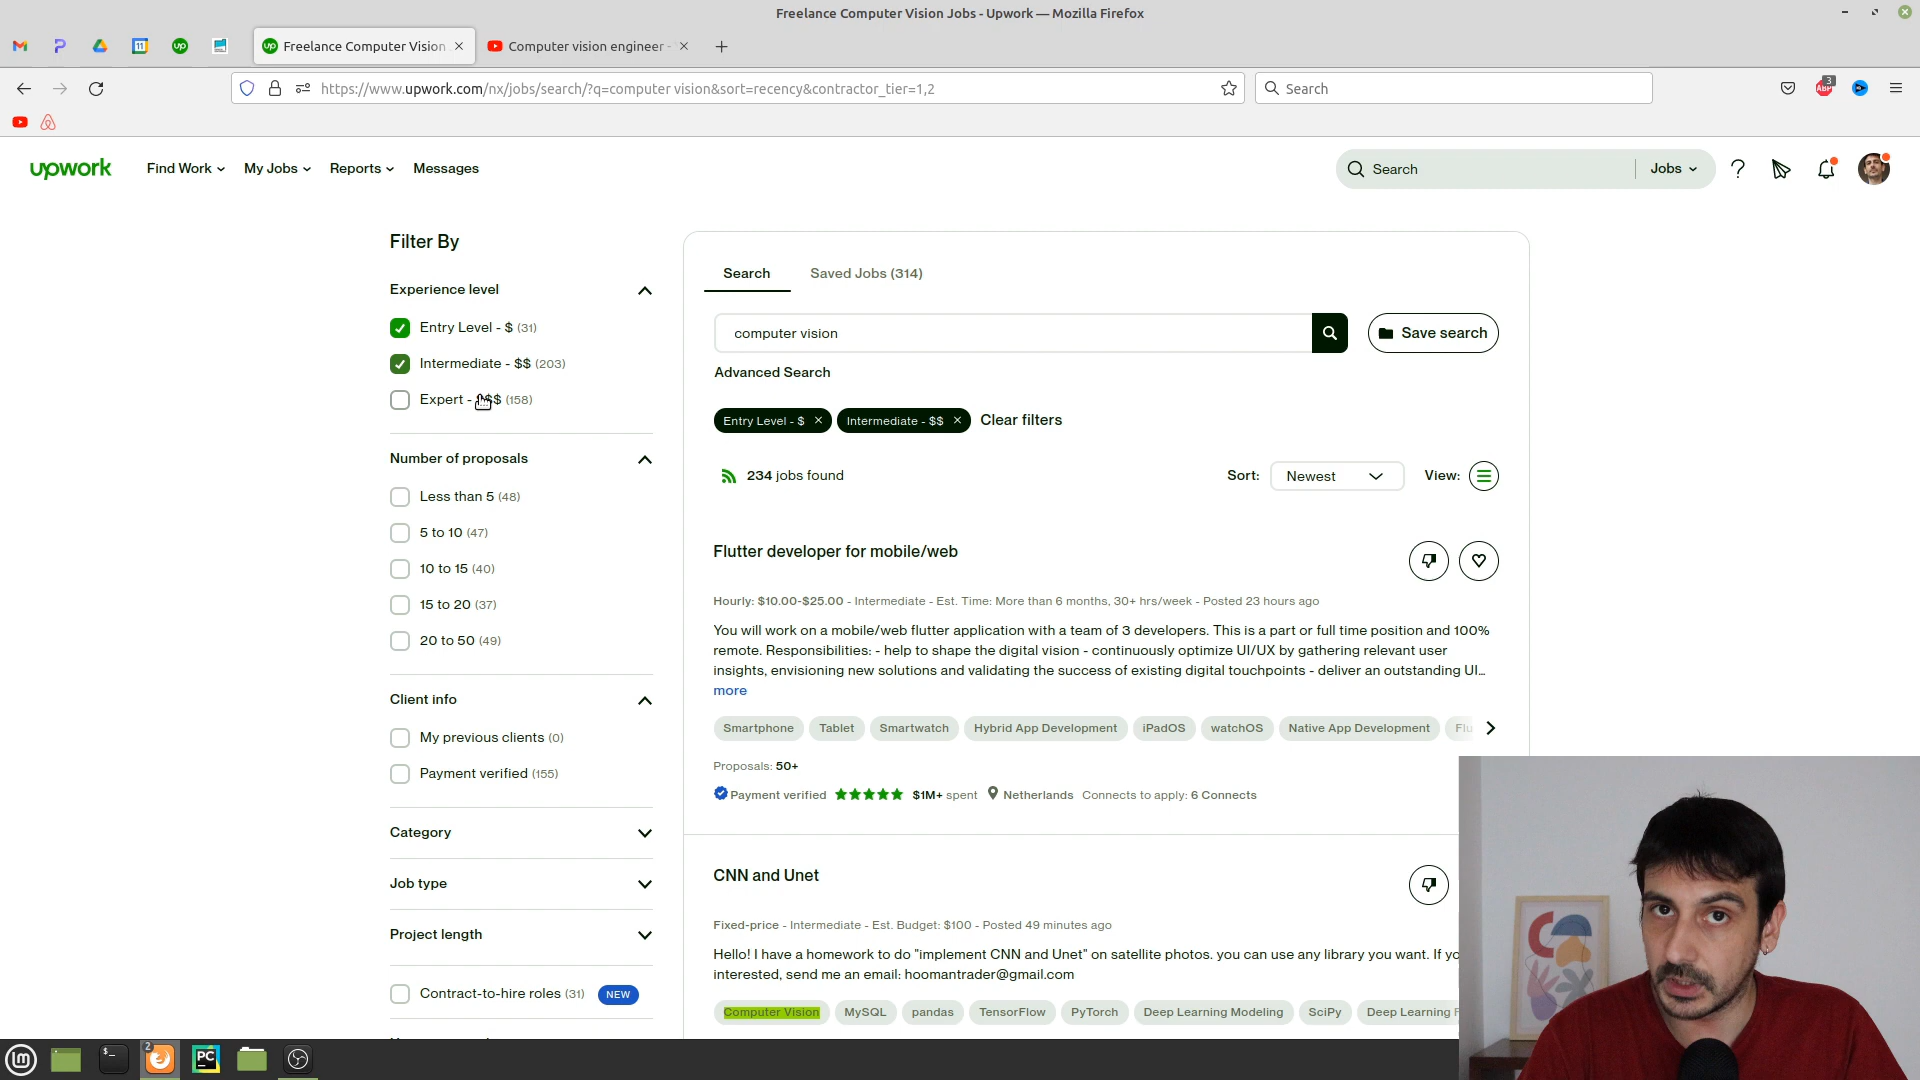 Freelance Computer Vision Jobs - Upwork — Mozilla Firefox
Freelance Computer Vision
Computer vision engineer -
https://www.upwork.com/nx/jobs/search/?q=computer vision&sort=recency&contractor_tier=1,2
Search
3
ABP
upwork
Find Work
My Jobs
Reports
Messages
Search
Jobs
Filter By
Experience level
Entry Level - $ (31)
Intermediate - $$ (203)
Expert - $$$ (158)
Number of proposals
Less than 5 (48)
5 to 10 (47)
10 to 15 (40)
15 to 20 (37)
20 to 50 (49)
Client info
My previous clients (0)
Payment verified (155)
Category
Job type
Project length
Contract-to-hire roles (31) NEW
Search
Saved Jobs (314)
computer vision
Save search
Advanced Search
Entry Level - $
Intermediate - $$
Clear filters
234 jobs found
Sort: Newest
View:
Flutter developer for mobile/web
Hourly: $10.00-$25.00 - Intermediate - Est. Time: More than 6 months, 30+ hrs/week - Posted 23 hours ago
You will work on a mobile/web flutter application with a team of 3 developers. This is a part or full time position and 100%
remote. Responsibilities: - help to shape the digital vision - continuously optimize UI/UX by gathering relevant user
insights, envisioning new solutions and validating the success of existing digital touchpoints - deliver an outstanding UI...
more
Smartphone Tablet Smartwatch Hybrid App Development iPadOS watchOS Native App Development Flu
Proposals: 50+
Payment verified $1M+ spent Netherlands Connects to apply: 6 Connects
CNN and Unet
Fixed-price - Intermediate - Est. Budget: $100 - Posted 49 minutes ago
Hello! I have a homework to do "implement CNN and Unet" on satellite photos. you can use any library you want. If yo
interested, send me an email: hoomantrader@gmail.com
Computer Vision MySQL pandas TensorFlow PyTorch Deep Learning Modeling SciPy Deep Learning F
2
PC